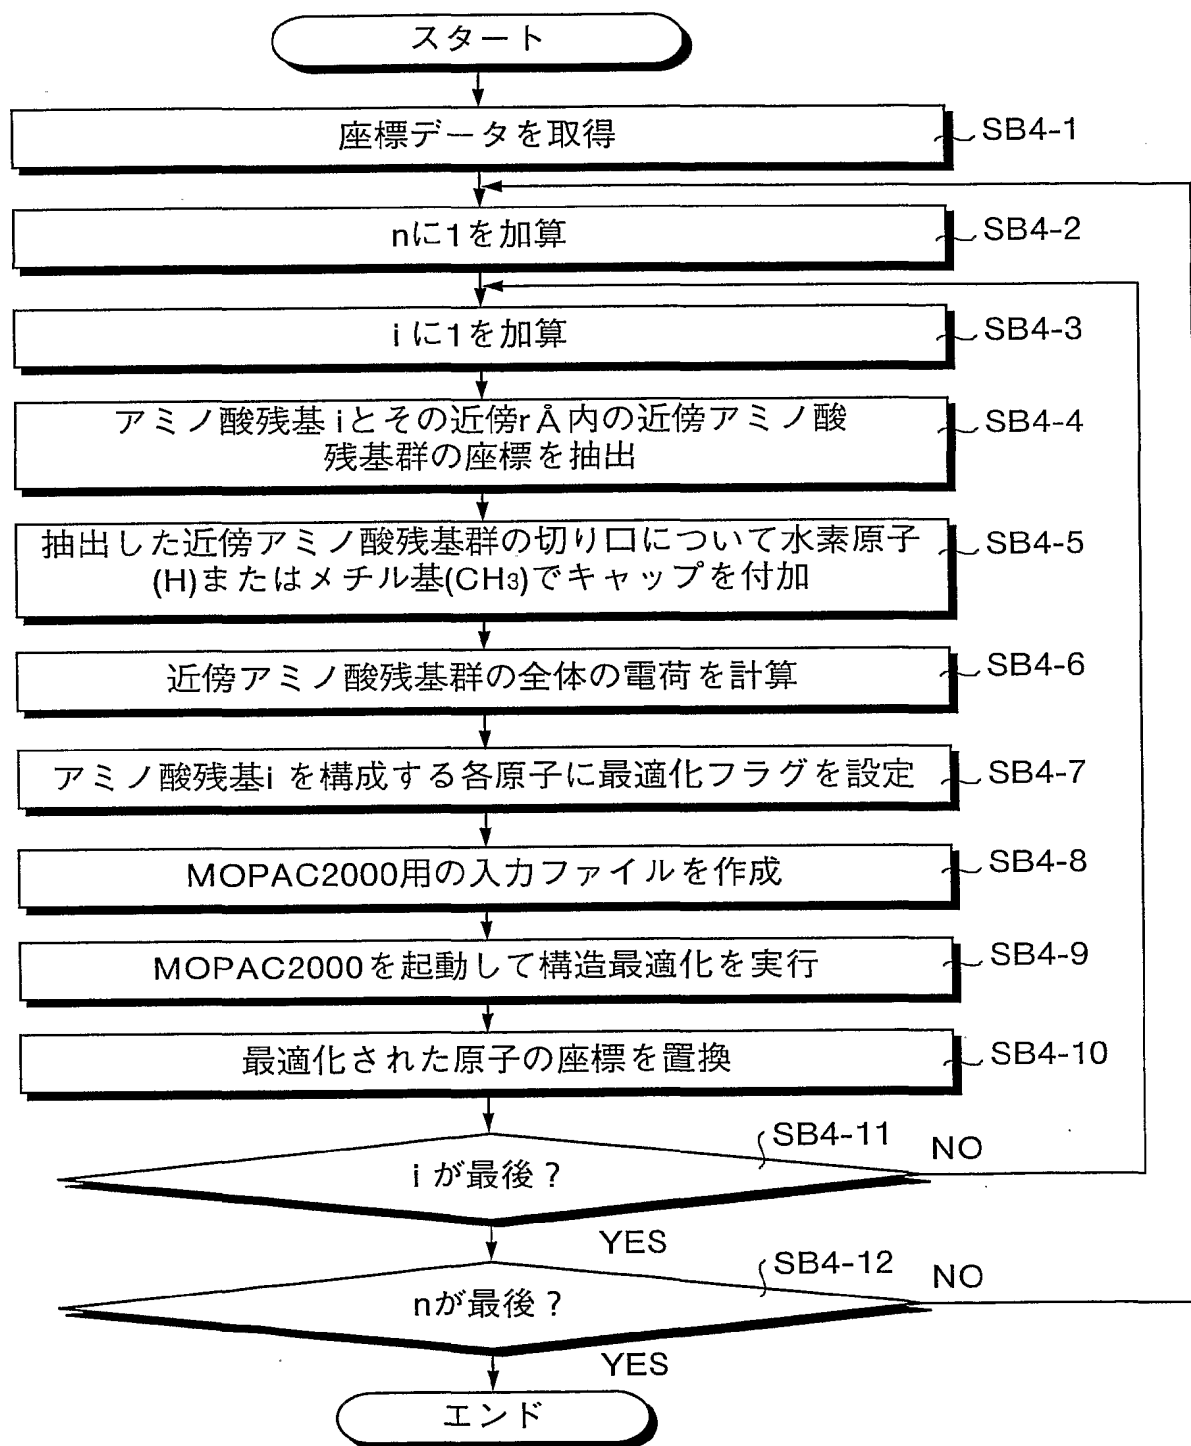 スタート
座標データを取得
SB4-1
nに1を加算
SB4-2
iに1を加算
SB4-3
アミノ酸残基iとその近傍rÅ内の近傍アミノ酸
残基群の座標を抽出
SB4-4
抽出した近傍アミノ酸残基群の切り口について水素原子
(H)またはメチル基(CH₃)でキャップを付加
SB4-5
近傍アミノ酸残基群の全体の電荷を計算
SB4-6
アミノ酸残基iを構成する各原子に最適化フラグを設定
SB4-7
MOPAC2000用の入力ファイルを作成
SB4-8
MOPAC2000を起動して構造最適化を実行
SB4-9
最適化された原子の座標を置換
SB4-10
iが最後？
SB4-11
NO
YES
nが最後？
SB4-12
NO
YES
エンド